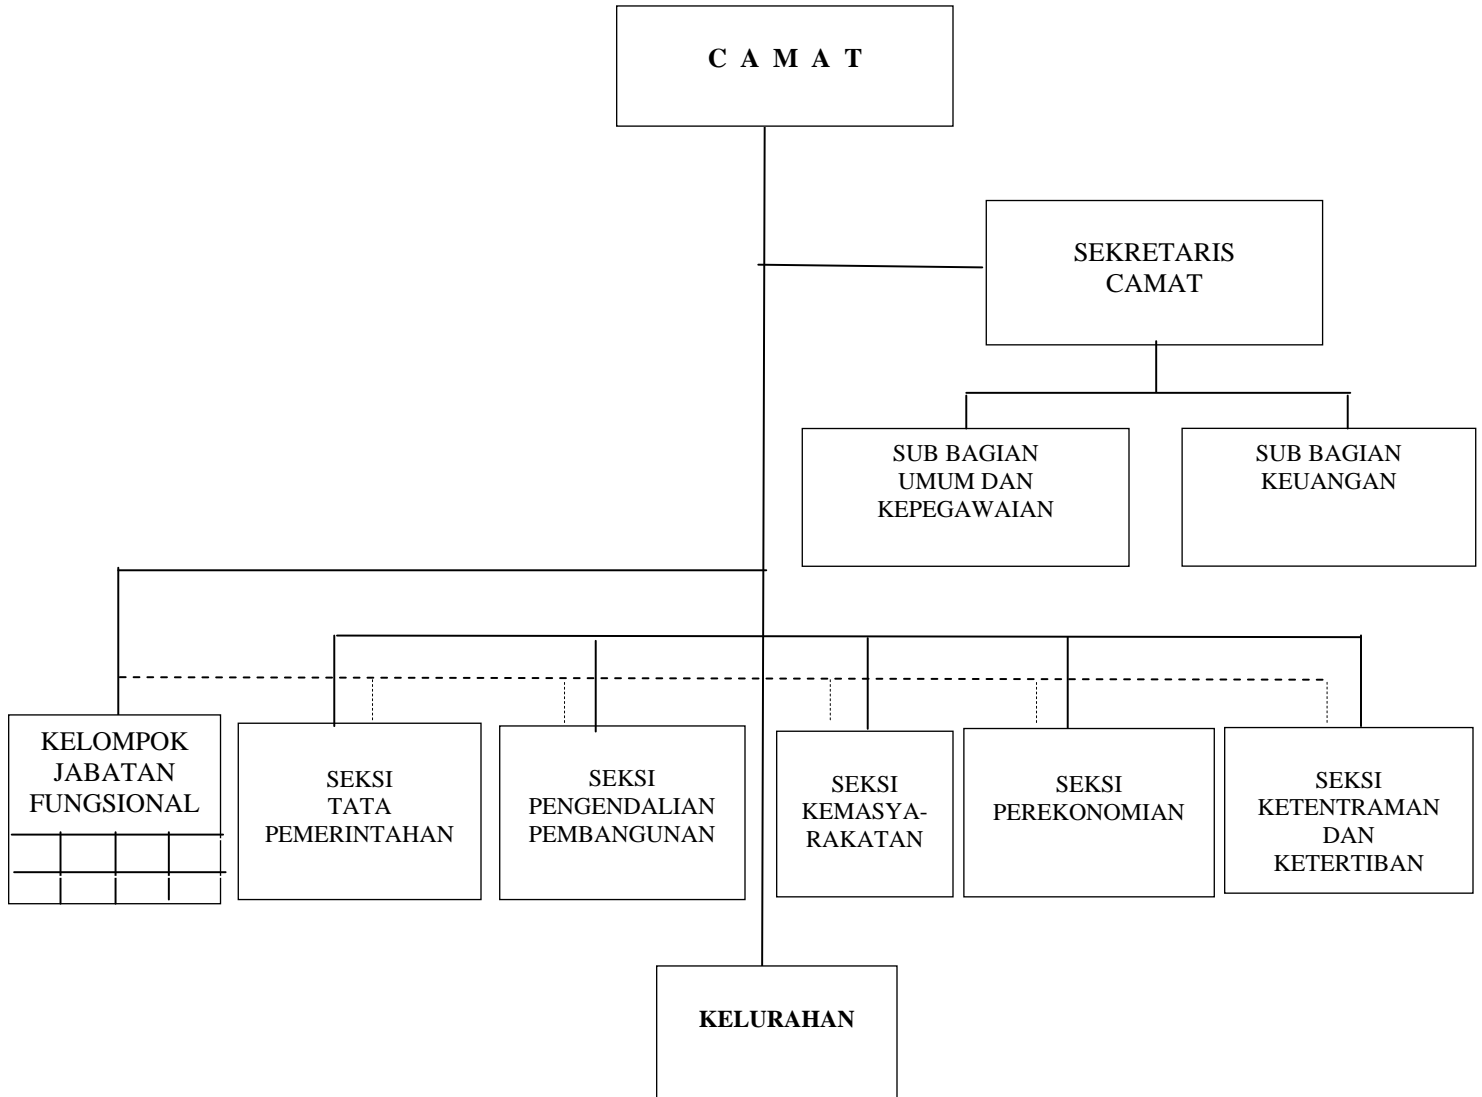 C A M A T
SEKRETARIS
CAMAT
SUB BAGIAN
UMUM DAN
KEPEGAWAIAN
SUB BAGIAN
KEUANGAN
KELOMPOK
JABATAN
FUNGSIONAL
SEKSI
TATA
PEMERINTAHAN
SEKSI
PENGENDALIAN
PEMBANGUNAN
SEKSI
KEMASYA-
RAKATAN
SEKSI
PEREKONOMIAN
SEKSI
KETENTRAMAN
DAN
KETERTIBAN
KELURAHAN